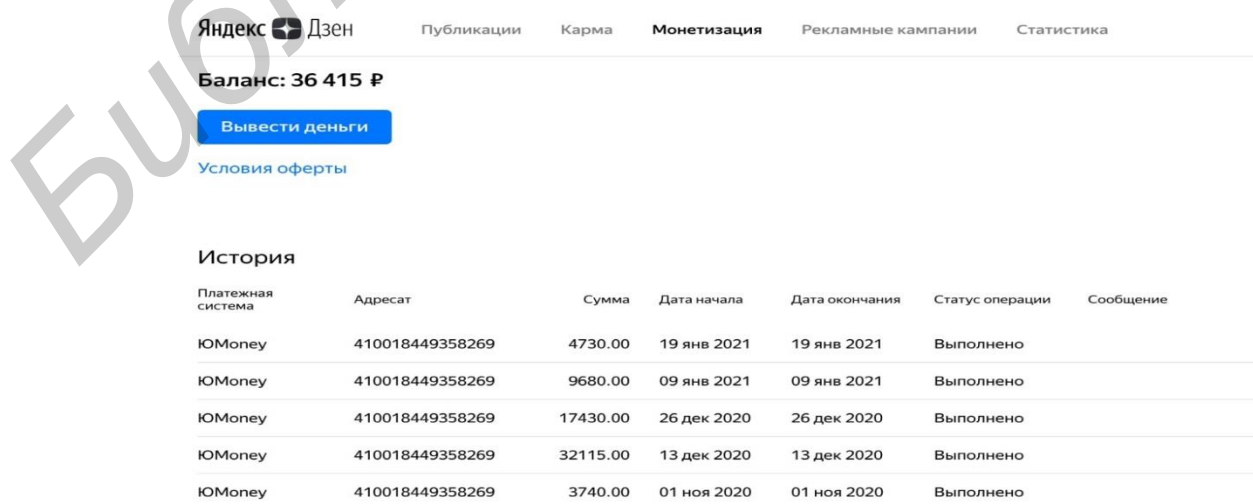 Яндекс Дзен Публикации Карма Монетизация Рекламные кампании Статистика
Баланс: 36 415 ₽
Вывести деньги
Условия оферты
История
Платежная система Адресат Сумма Дата начала Дата окончания Статус операции Сообщение
ЮMoney 410018449358269 4730.00 19 янв 2021 19 янв 2021 Выполнено
ЮMoney 410018449358269 9680.00 09 янв 2021 09 янв 2021 Выполнено
ЮMoney 410018449358269 17430.00 26 дек 2020 26 дек 2020 Выполнено
ЮMoney 410018449358269 32115.00 13 дек 2020 13 дек 2020 Выполнено
ЮMoney 410018449358269 3740.00 01 ноя 2020 01 ноя 2020 Выполнено